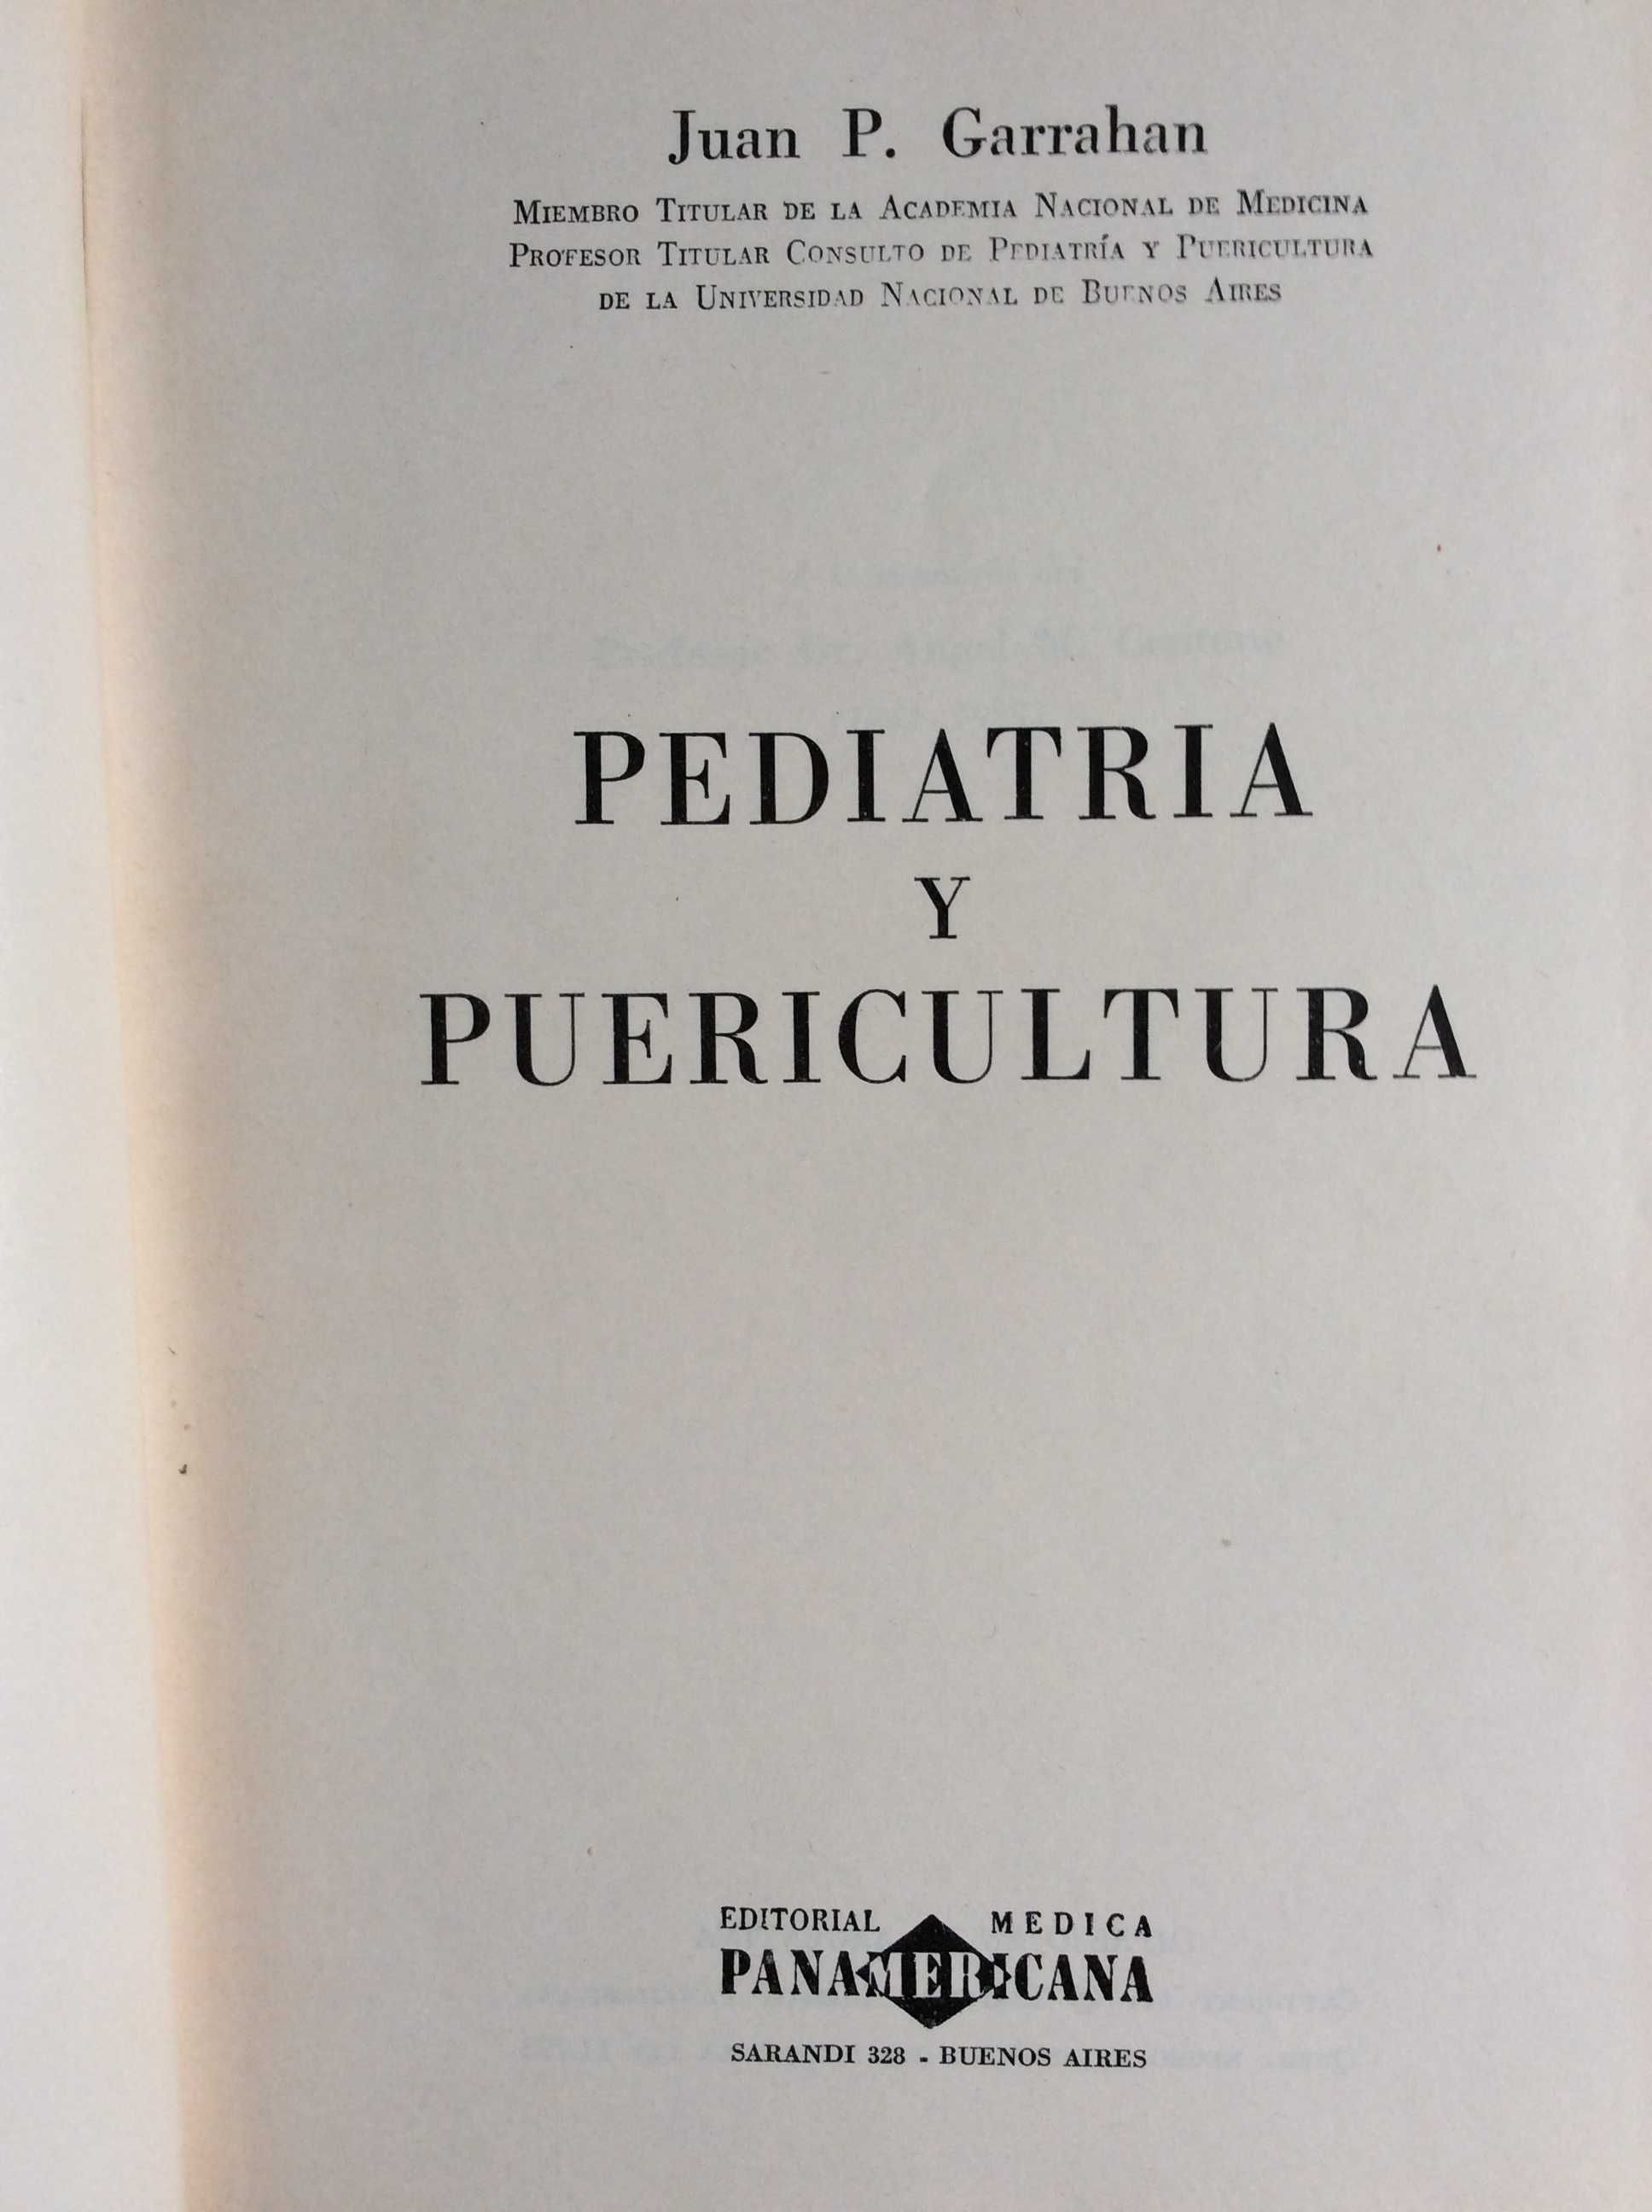 Juan P. Garrahan
MIEMBRO TITULAR DE LA ACADEMIA NACIONAL DE MEDICINA
PROFESOR TITULAR CONSULTO DE PEDIATRÍA Y PUERICULTURA
DE LA UNIVERSIDAD NACIONAL DE BUENOS AIRES
PEDIATRIA
Y
PUERICULTURA
EDITORIAL MEDICA
PANAMERICANA
SARANDI 328 - BUENOS AIRES